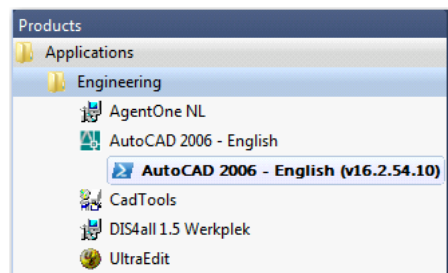 Products
Applications
Engineering
AgentOne NL
AutoCAD 2006 - English
AutoCAD 2006 - English (v16.2.54.10)
CadTools
DIS4all 1.5 Werkplek
UltraEdit